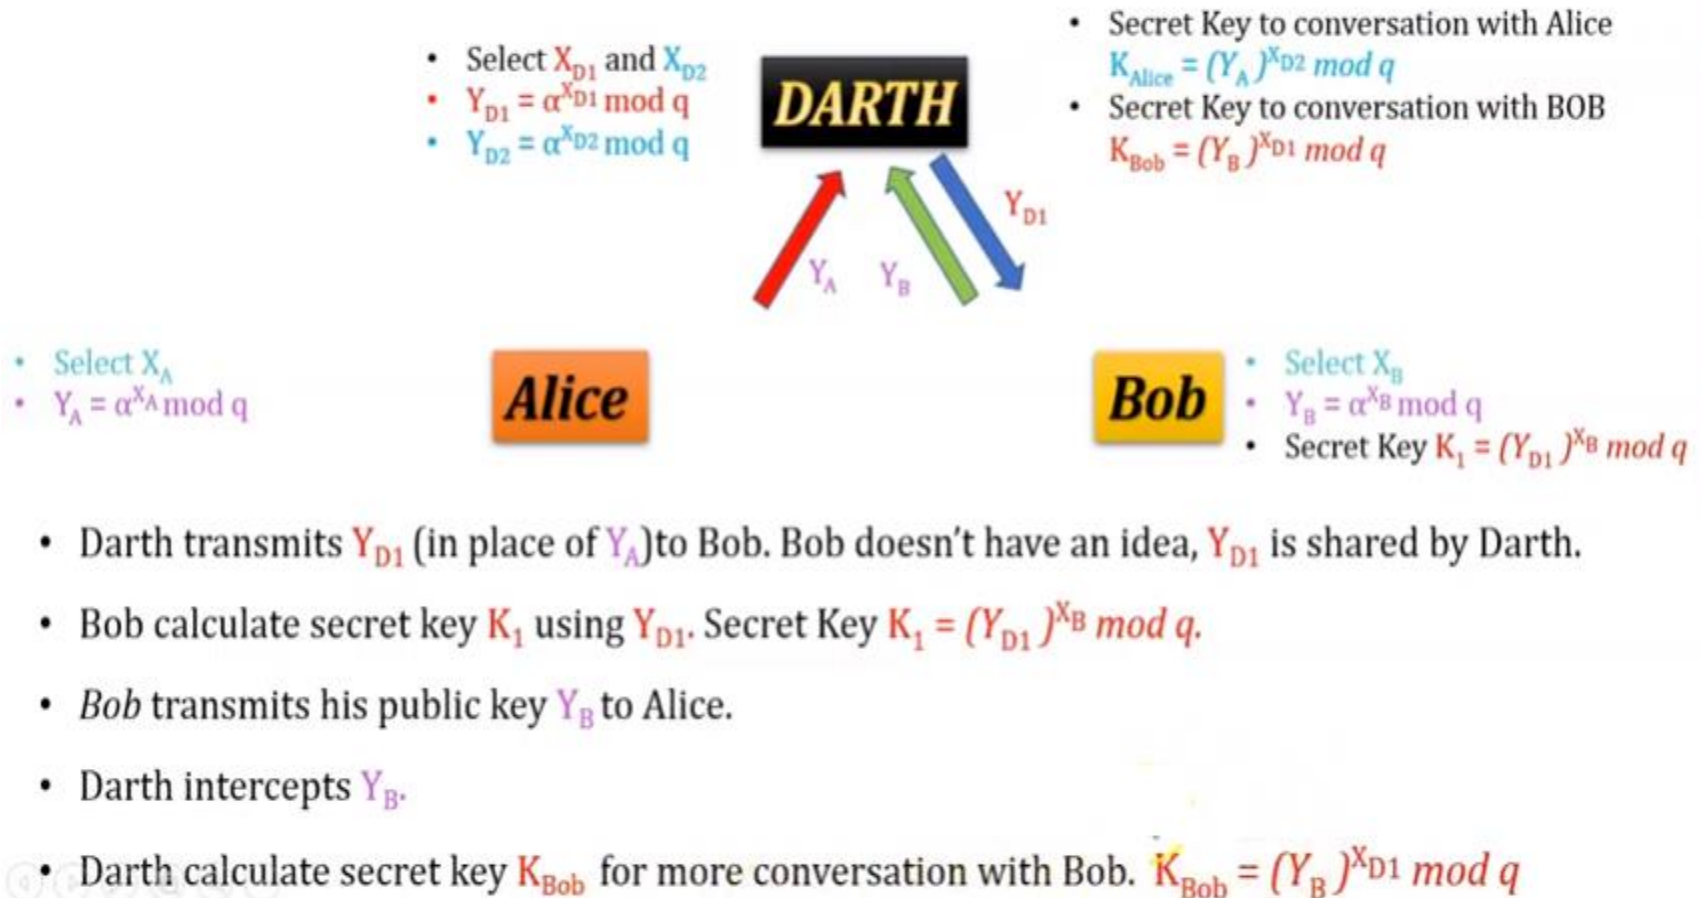 • Select X_D1 and X_D2
• Y_D1 = α^X_D1 mod q
• Y_D2 = α^X_D2 mod q
DARTH
• Secret Key to conversation with Alice
K_Alice = (Y_A )^X_D2 mod q
• Secret Key to conversation with BOB
K_Bob = (Y_B )^X_D1 mod q
Y_D1
Y_A
Y_B
• Select X_A
• Y_A = α^X_A mod q
Alice
Bob
• Select X_B
• Y_B = α^X_B mod q
• Secret Key K_1 = (Y_D1 )^X_B mod q
• Darth transmits Y_D1 (in place of Y_A)to Bob. Bob doesn't have an idea, Y_D1 is shared by Darth.
• Bob calculate secret key K_1 using Y_D1. Secret Key K_1 = (Y_D1 )^X_B mod q.
• Bob transmits his public key Y_B to Alice.
• Darth intercepts Y_B.
• Darth calculate secret key K_Bob for more conversation with Bob. K_Bob = (Y_B )^X_D1 mod q